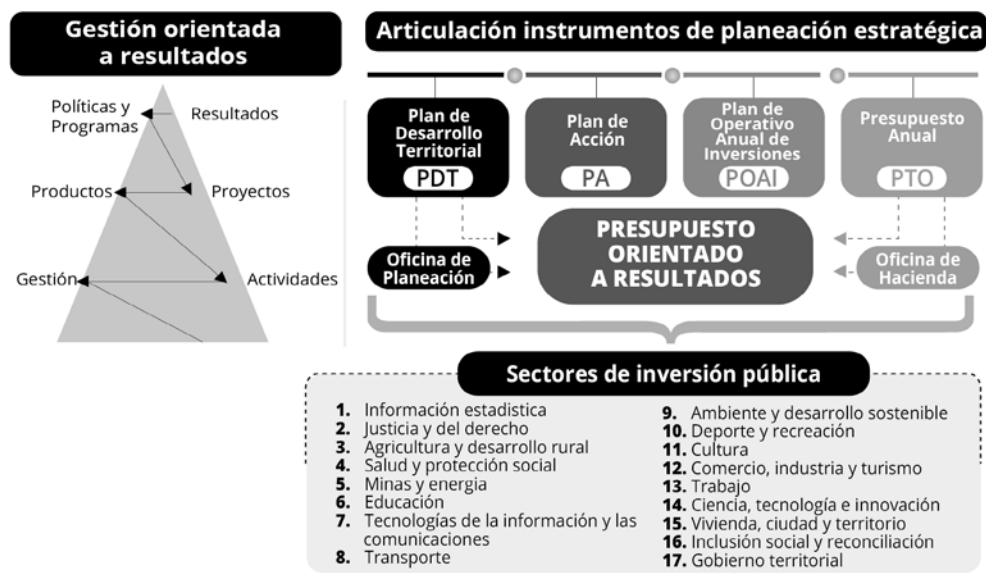 Gestión orientada
a resultados
Políticas y
Programas
Resultados
Productos
Proyectos
Gestión
Actividades
Articulación instrumentos de planeación estratégica
Plan de
Desarrollo
Territorial
PDT
Plan de
Acción
PA
Plan de
Operativo
Anual de
Inversiones
POAI
Presupuesto
Anual
PTO
Oficina de
Planeación
PRESUPUESTO
ORIENTADO
A RESULTADOS
Oficina de
Hacienda
Sectores de inversión pública
1. Información estadistica
2. Justicia y del derecho
3. Agricultura y desarrollo rural
4. Salud y protección social
5. Minas y energia
6. Educación
7. Tecnologías de la información y las
comunicaciones
8. Transporte
9. Ambiente y desarrollo sostenible
10. Deporte y recreación
11. Cultura
12. Comercio, industria y turismo
13. Trabajo
14. Ciencia, tecnología e innovación
15. Vivienda, ciudad y territorio
16. Inclusión social y reconciliación
17. Gobierno territorial